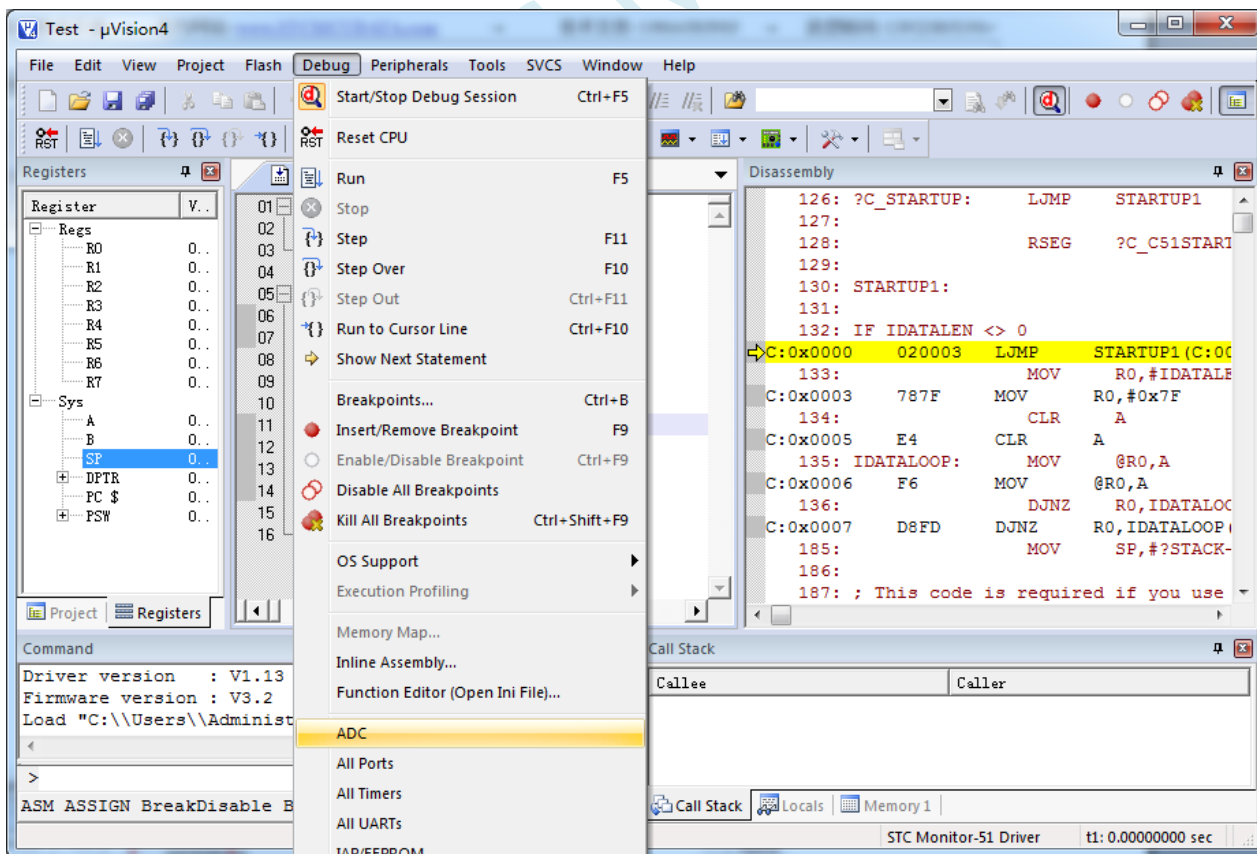 Test - µVision4
File Edit View Project Flash Debug Peripherals Tools SVCS Window Help
Start/Stop Debug Session Ctrl+F5
Reset CPU
Run F5
Stop
Step F11
Step Over F10
Step Out Ctrl+F11
Run to Cursor Line Ctrl+F10
Show Next Statement
Breakpoints... Ctrl+B
Insert/Remove Breakpoint F9
Enable/Disable Breakpoint Ctrl+F9
Disable All Breakpoints
Kill All Breakpoints Ctrl+Shift+F9
OS Support
Execution Profiling
Memory Map...
Inline Assembly...
Function Editor (Open Ini File)...
ADC
All Ports
All Timers
All UARTs
IAP/EEPROM
RST
Registers
Register V..
Regs
R0 0..
R1 0..
R2 0..
R3 0..
R4 0..
R5 0..
R6 0..
R7 0..
Sys
A 0..
B 0..
SP 0..
DPTR 0..
PC $ 0..
PSW 0..
Project Registers
01
02
03
04
05
06
07
08
09
10
11
12
13
14
15
16
Disassembly
126: ?C_STARTUP: LJMP STARTUP1
127:
128: RSEG ?C_C51START
129:
130: STARTUP1:
131:
132: IF IDATALEN <> 0
C:0x0000 020003 LJMP STARTUP1(C:00
133: MOV R0,#IDATALE
C:0x0003 787F MOV R0,#0x7F
134: CLR A
C:0x0005 E4 CLR A
135: IDATALOOP: MOV @R0,A
C:0x0006 F6 MOV @R0,A
136: DJNZ R0,IDATALOO
C:0x0007 D8FD DJNZ R0,IDATALOOP(
185: MOV SP,#?STACK-
186:
187: ; This code is required if you use
Command
Driver version : V1.13
Firmware version : V3.2
Load "C:\\Users\\Administ
>
ASM ASSIGN BreakDisable B
Call Stack
Callee Caller
Call Stack Locals Memory 1
STC Monitor-51 Driver t1: 0.00000000 sec